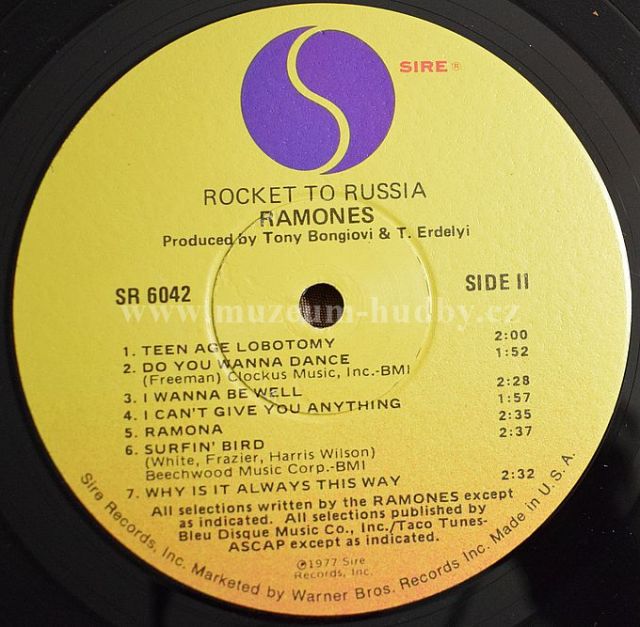 SIRE ®
ROCKET TO RUSSIA
RAMONES
Produced by Tony Bongiovi & T. Erdelyi
SR 6042
SIDE II
www.muzeum-hudby.cz
1. TEEN AGE LOBOTOMY 2:00
2. DO YOU WANNA DANCE 1:52
(Freeman) Clockus Music, Inc.-BMI
3. I WANNA BE WELL 2:28
4. I CAN'T GIVE YOU ANYTHING 1:57
5. RAMONA 2:35
6. SURFIN' BIRD 2:37
(White, Frazier, Harris Wilson)
Beechwood Music Corp.-BMI
7. WHY IS IT ALWAYS THIS WAY 2:32
All selections written by the RAMONES except
as indicated. All selections published by
Bleu Disque Music Co., Inc./Taco Tunes-
ASCAP except as indicated.
℗1977 Sire
Records, Inc.
Sire Records, Inc. Marketed by Warner Bros. Records Inc. Made in U.S.A.